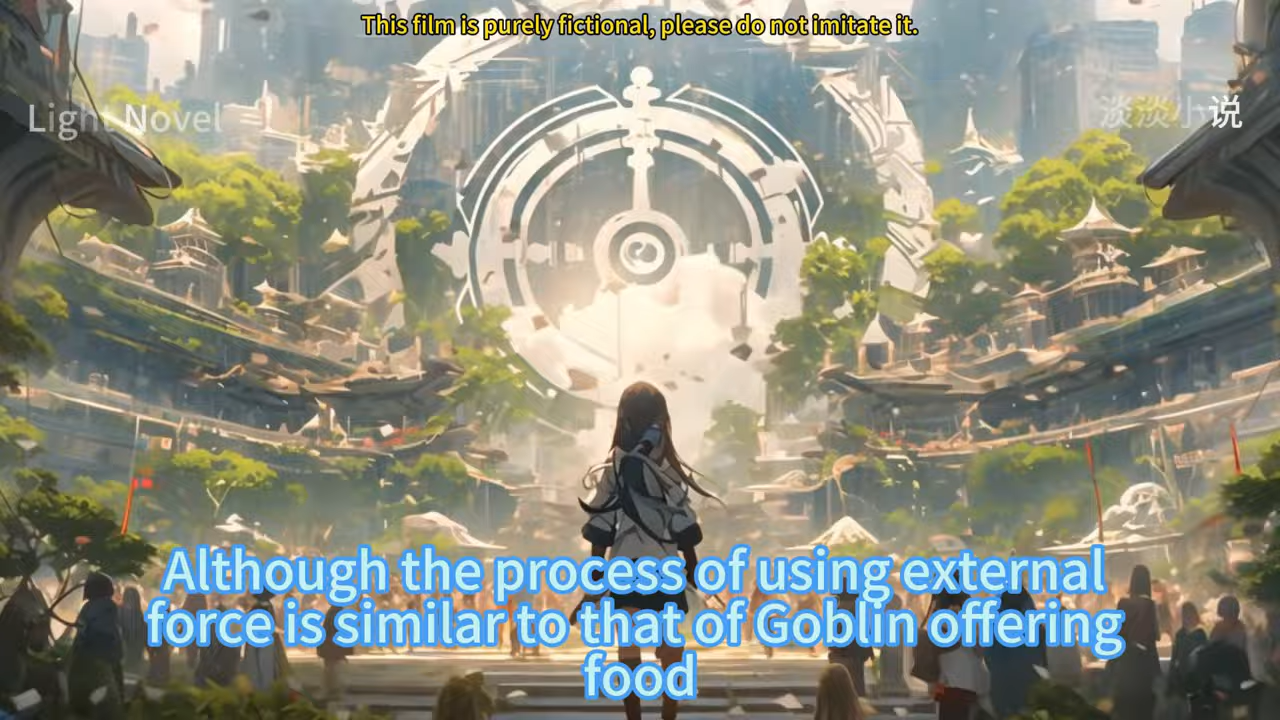 This film is purely fictional, please do not imitate it.
Light Novel
淡淡小说
Although the process of using external
force is similar to that of Goblin offering
food